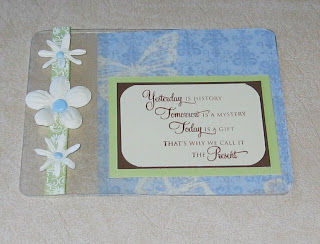 Yesterday is history
Tomorrow is a mystery
Today is a gift
that's why we call it
the Present